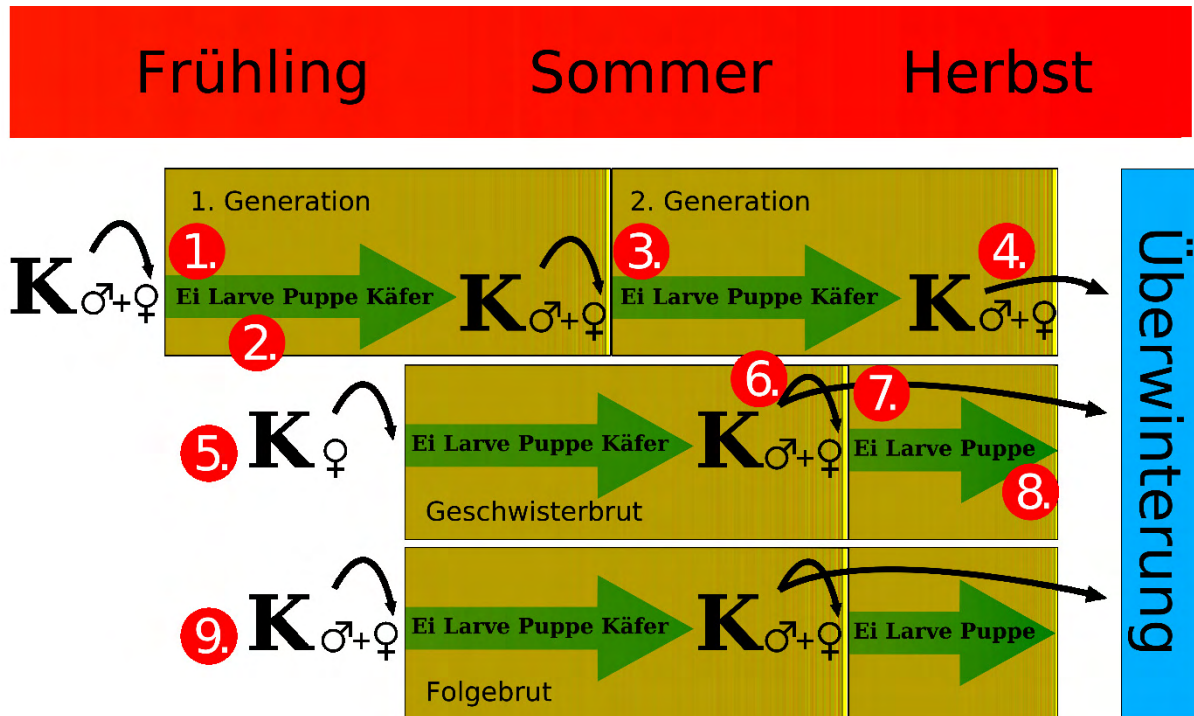 Frühling Sommer Herbst
1. Generation 2. Generation
1. 3. 4.
K ♂+♀ Ei Larve Puppe Käfer K ♂+♀ Ei Larve Puppe Käfer K ♂+♀
2.
6. 7.
5. K ♀ Ei Larve Puppe Käfer K ♂+♀ Ei Larve Puppe
8.
Geschwisterbrut
9. K ♂+♀ Ei Larve Puppe Käfer K ♂+♀ Ei Larve Puppe
Folgebrut
Überwinterung